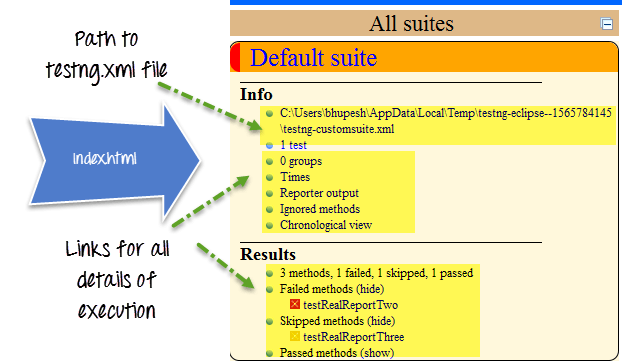 All suites
Default suite
Path to
testng.xml file
index.html
Links for all
details of
execution
Info
C:\Users\bhupesh\AppData\Local\Temp\testng-eclipse--1565784145
\testng-customsuite.xml
1 test
0 groups
Times
Reporter output
Ignored methods
Chronological view
Results
3 methods, 1 failed, 1 skipped, 1 passed
Failed methods (hide)
testRealReportTwo
Skipped methods (hide)
testRealReportThree
Passed methods (show)